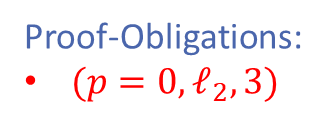 Proof-Obligations:
• (p = 0, ℓ₂, 3)